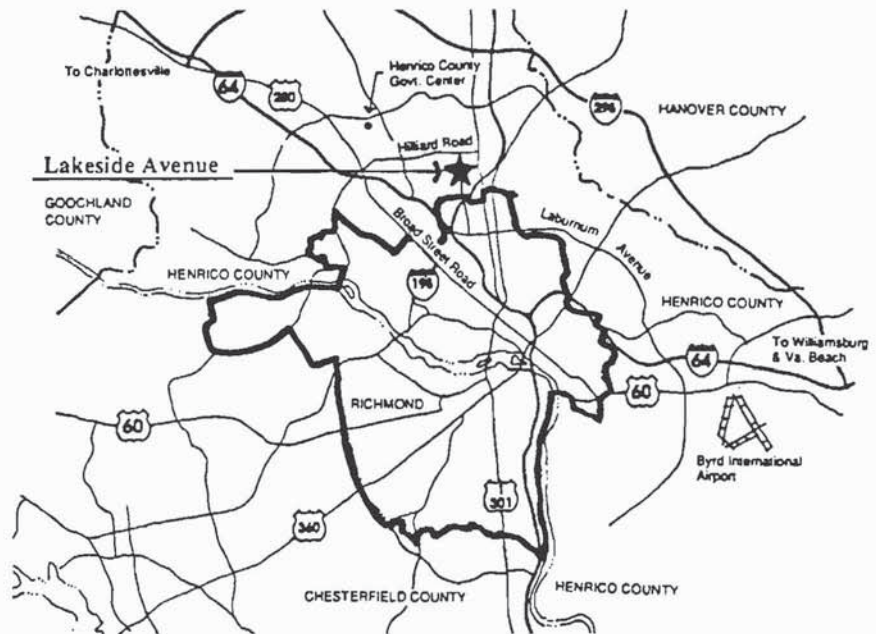 To Charlottesville
64
280
Henrico County
Govt. Center
295
HANOVER COUNTY
Hilliard Road
Lakeside Avenue
GOOCHLAND
COUNTY
Broad Street Road
Laburnum
Avenue
HENRICO COUNTY
195
HENRICO COUNTY
To Williamsburg
& Va. Beach
64
60
RICHMOND
60
Byrd International
Airport
301
360
CHESTERFIELD COUNTY
HENRICO COUNTY